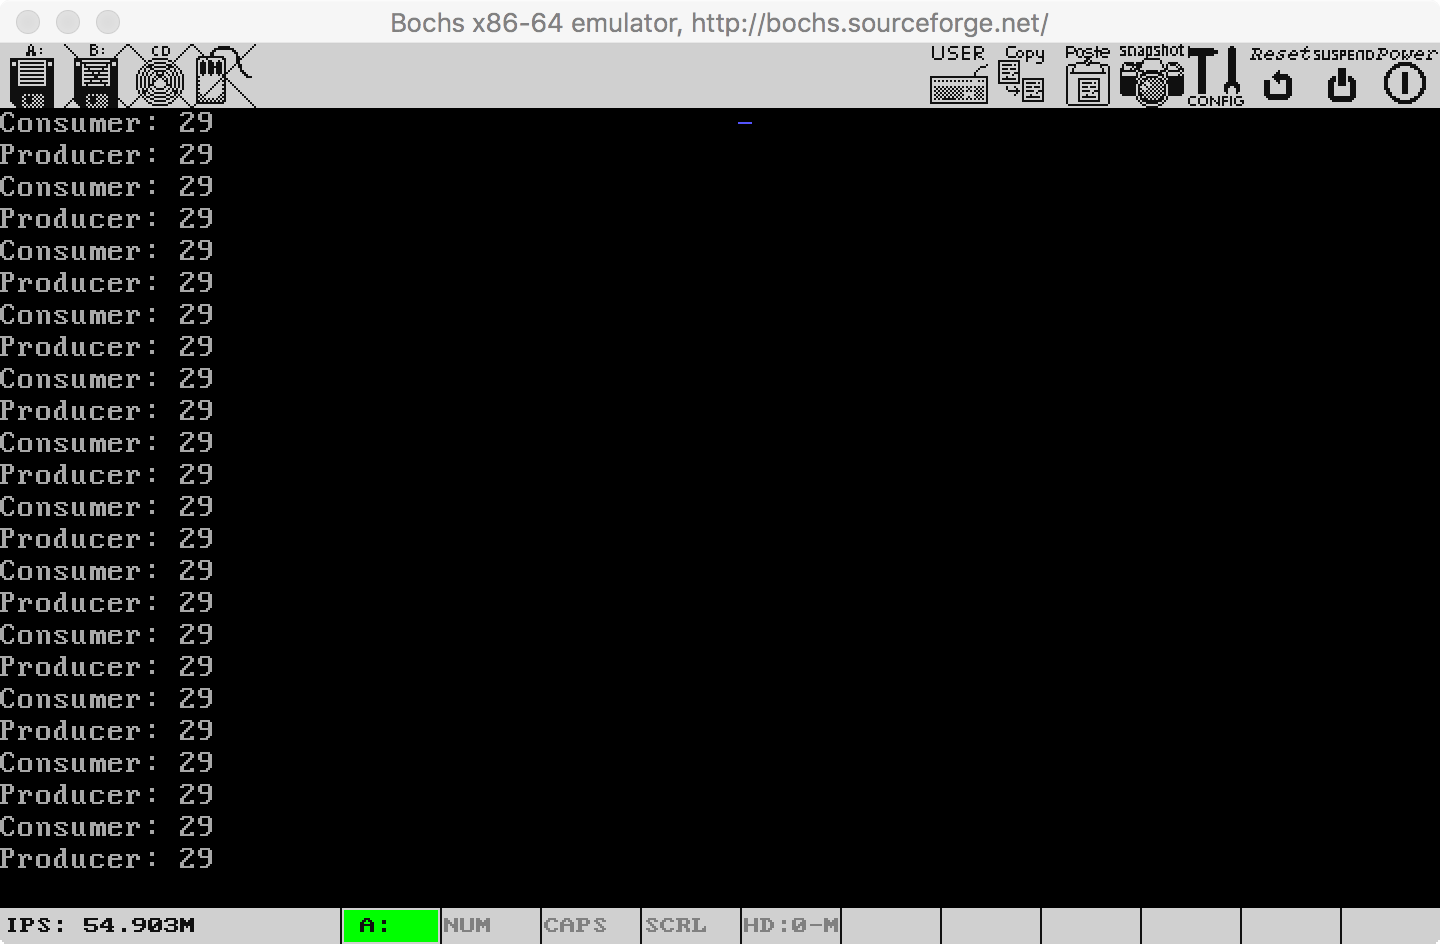 Bochs x86-64 emulator, http://bochs.sourceforge.net/
A: B: CD USER Copy Paste snapshot CONFIG Reset SUSPEND Power
Consumer: 29
Producer: 29
Consumer: 29
Producer: 29
Consumer: 29
Producer: 29
Consumer: 29
Producer: 29
Consumer: 29
Producer: 29
Consumer: 29
Producer: 29
Consumer: 29
Producer: 29
Consumer: 29
Producer: 29
Consumer: 29
Producer: 29
Consumer: 29
Producer: 29
Consumer: 29
Producer: 29
Consumer: 29
Producer: 29
IPS: 54.903M A: NUM CAPS SCRL HD:0-M